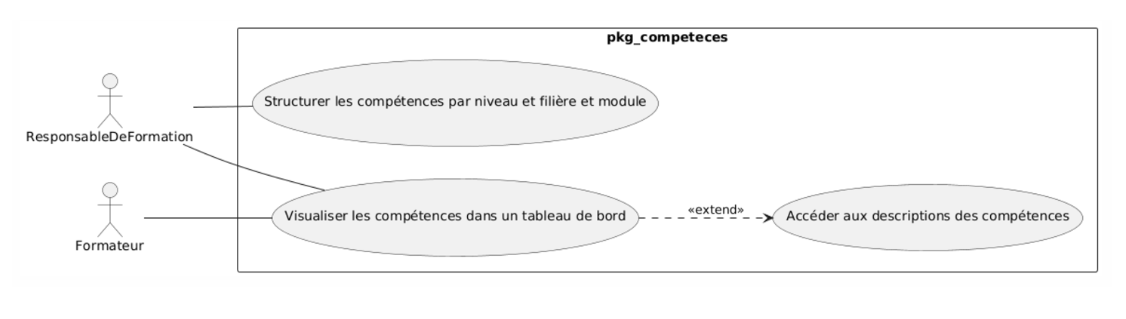 pkg_competeces
Structurer les compétences par niveau et filière et module
ResponsableDeFormation
Visualiser les compétences dans un tableau de bord
«extend»
Accéder aux descriptions des compétences
Formateur